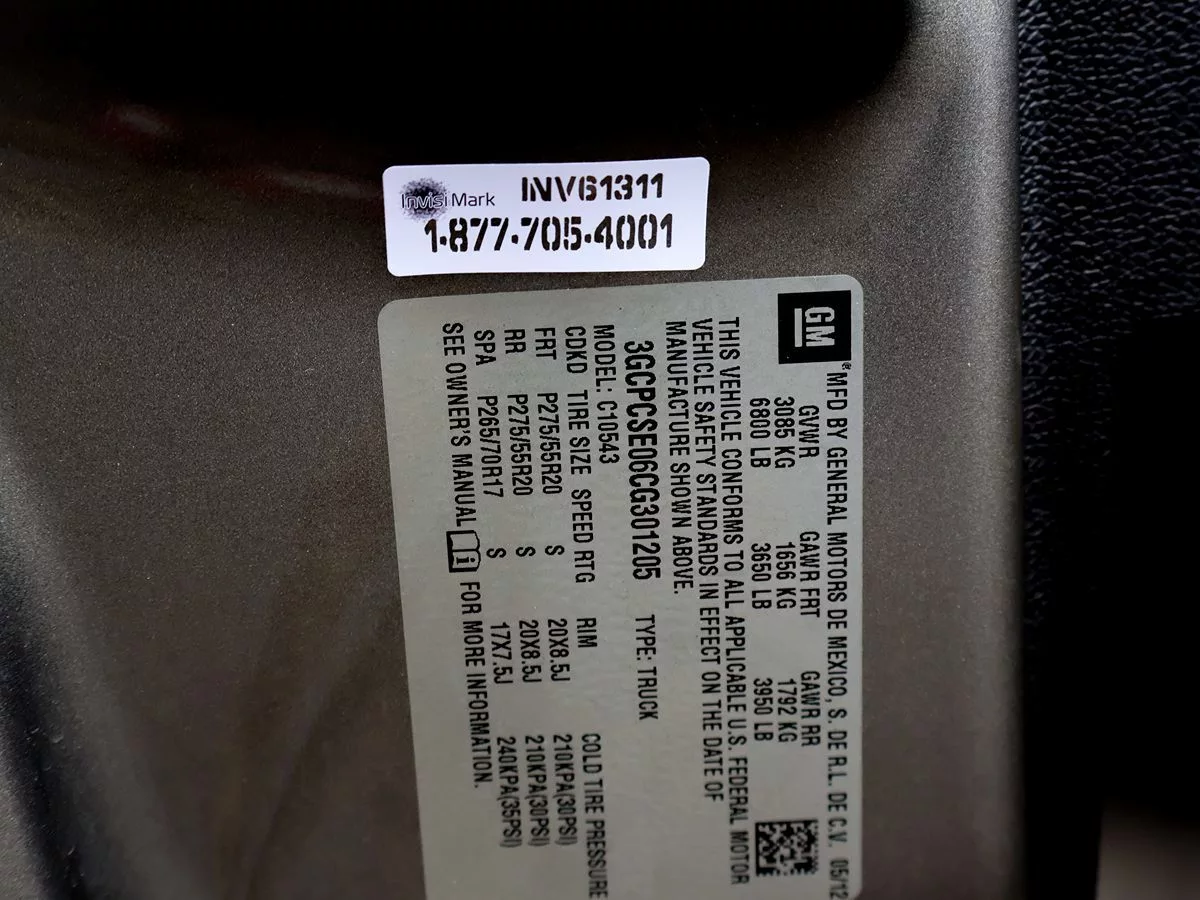 InvisiMark INV61311
1-877-705-4001
GM® MFD BY GENERAL MOTORS DE MEXICO, S. DE R.L. DE C.V. 05/12
GVWR GAWR FRT GAWR RR
3085 KG 1656 KG 1792 KG
6800 LB 3650 LB 3950 LB
THIS VEHICLE CONFORMS TO ALL APPLICABLE U.S. FEDERAL MOTOR
VEHICLE SAFETY STANDARDS IN EFFECT ON THE DATE OF
MANUFACTURE SHOWN ABOVE.
3GCPCSE06CG301205 TYPE: TRUCK
MODEL: C10543
CDKD TIRE SIZE SPEED RTG RIM COLD TIRE PRESSURE
FRT P275/55R20 S 20X8.5J 210KPA(30PSI)
RR P275/55R20 S 20X8.5J 210KPA(30PSI)
SPA P265/70R17 S 17X7.5J 240KPA(35PSI)
SEE OWNER'S MANUAL i FOR MORE INFORMATION.